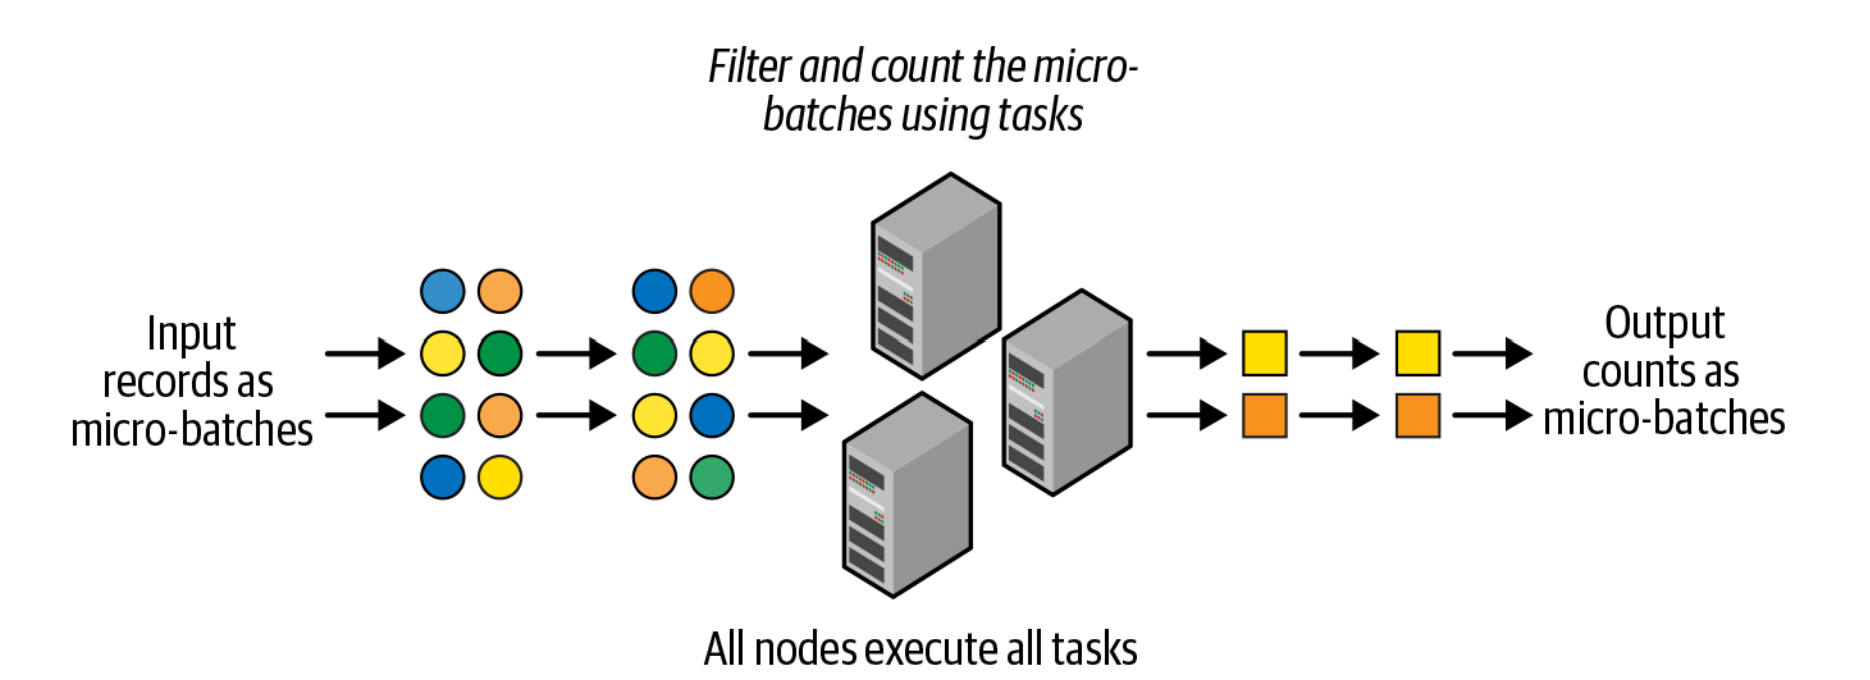 Filter and count the micro-
batches using tasks
Input
records as
micro-batches
Output
counts as
micro-batches
All nodes execute all tasks